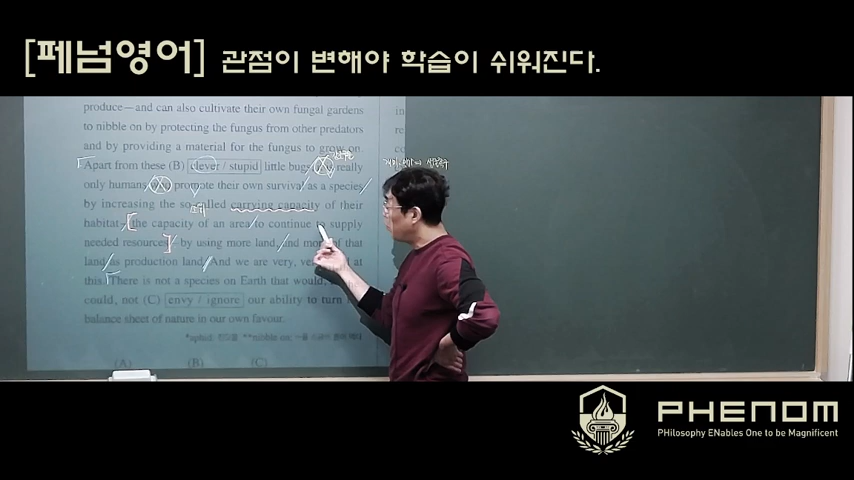 [페넘영어] 관점이 변해야 학습이 쉬워진다.
produce—and can also cultivate their own fungal gardens
to nibble on by protecting the fungus from other predators
and by providing a material for the fungus to grow on.
Apart from these (B) clever / stupid little bugs, really
only humans promote their own survival as a species
by increasing the so-called carrying capacity of their
habitat—the capacity of an area to continue to supply
needed resources—by using more land, and more of that
land as production land. And we are very, very at
this. There is not a species on Earth that would,
could, not (C) envy / ignore our ability to turn
balance sheet of nature in our own favour.
*aphid: **nibble on:
(A) (B) (C)
in
re
co
PHENOM
PHilosophy ENables One to be Magnificent